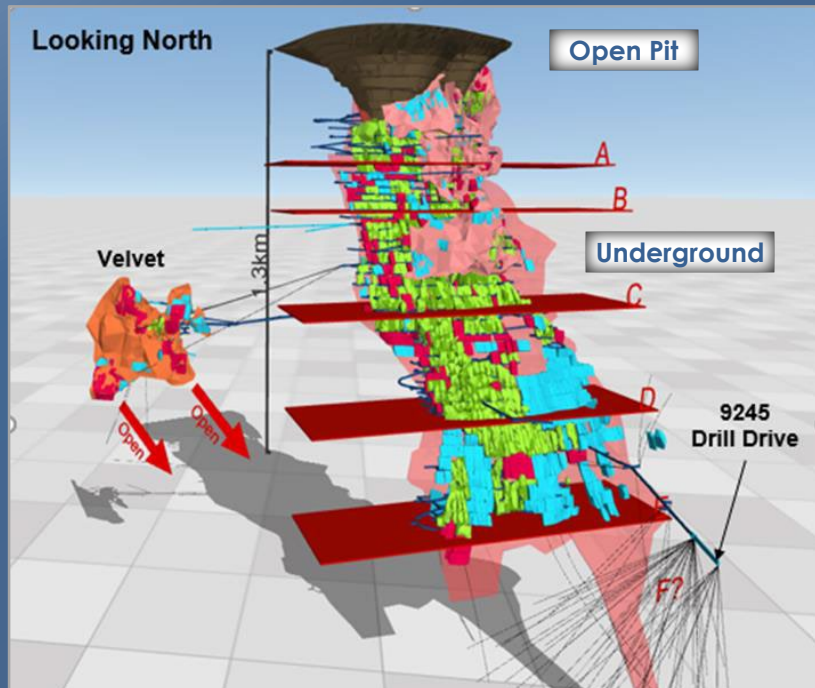 Looking North
Open Pit
A
B
Velvet
1.3km
Underground
C
D
9245
Drill Drive
Open
Open
F?